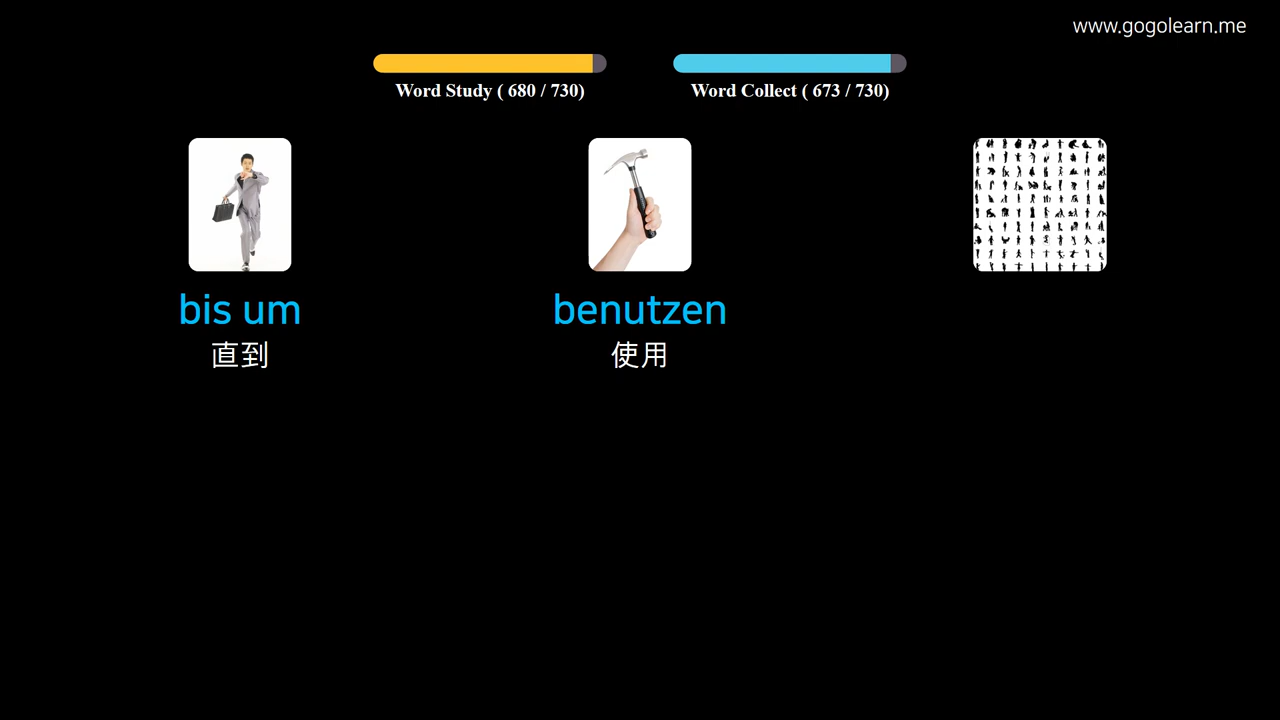 www.gogolearn.me
Word Study ( 680 / 730)
Word Collect ( 673 / 730)
bis um
直到
benutzen
使用